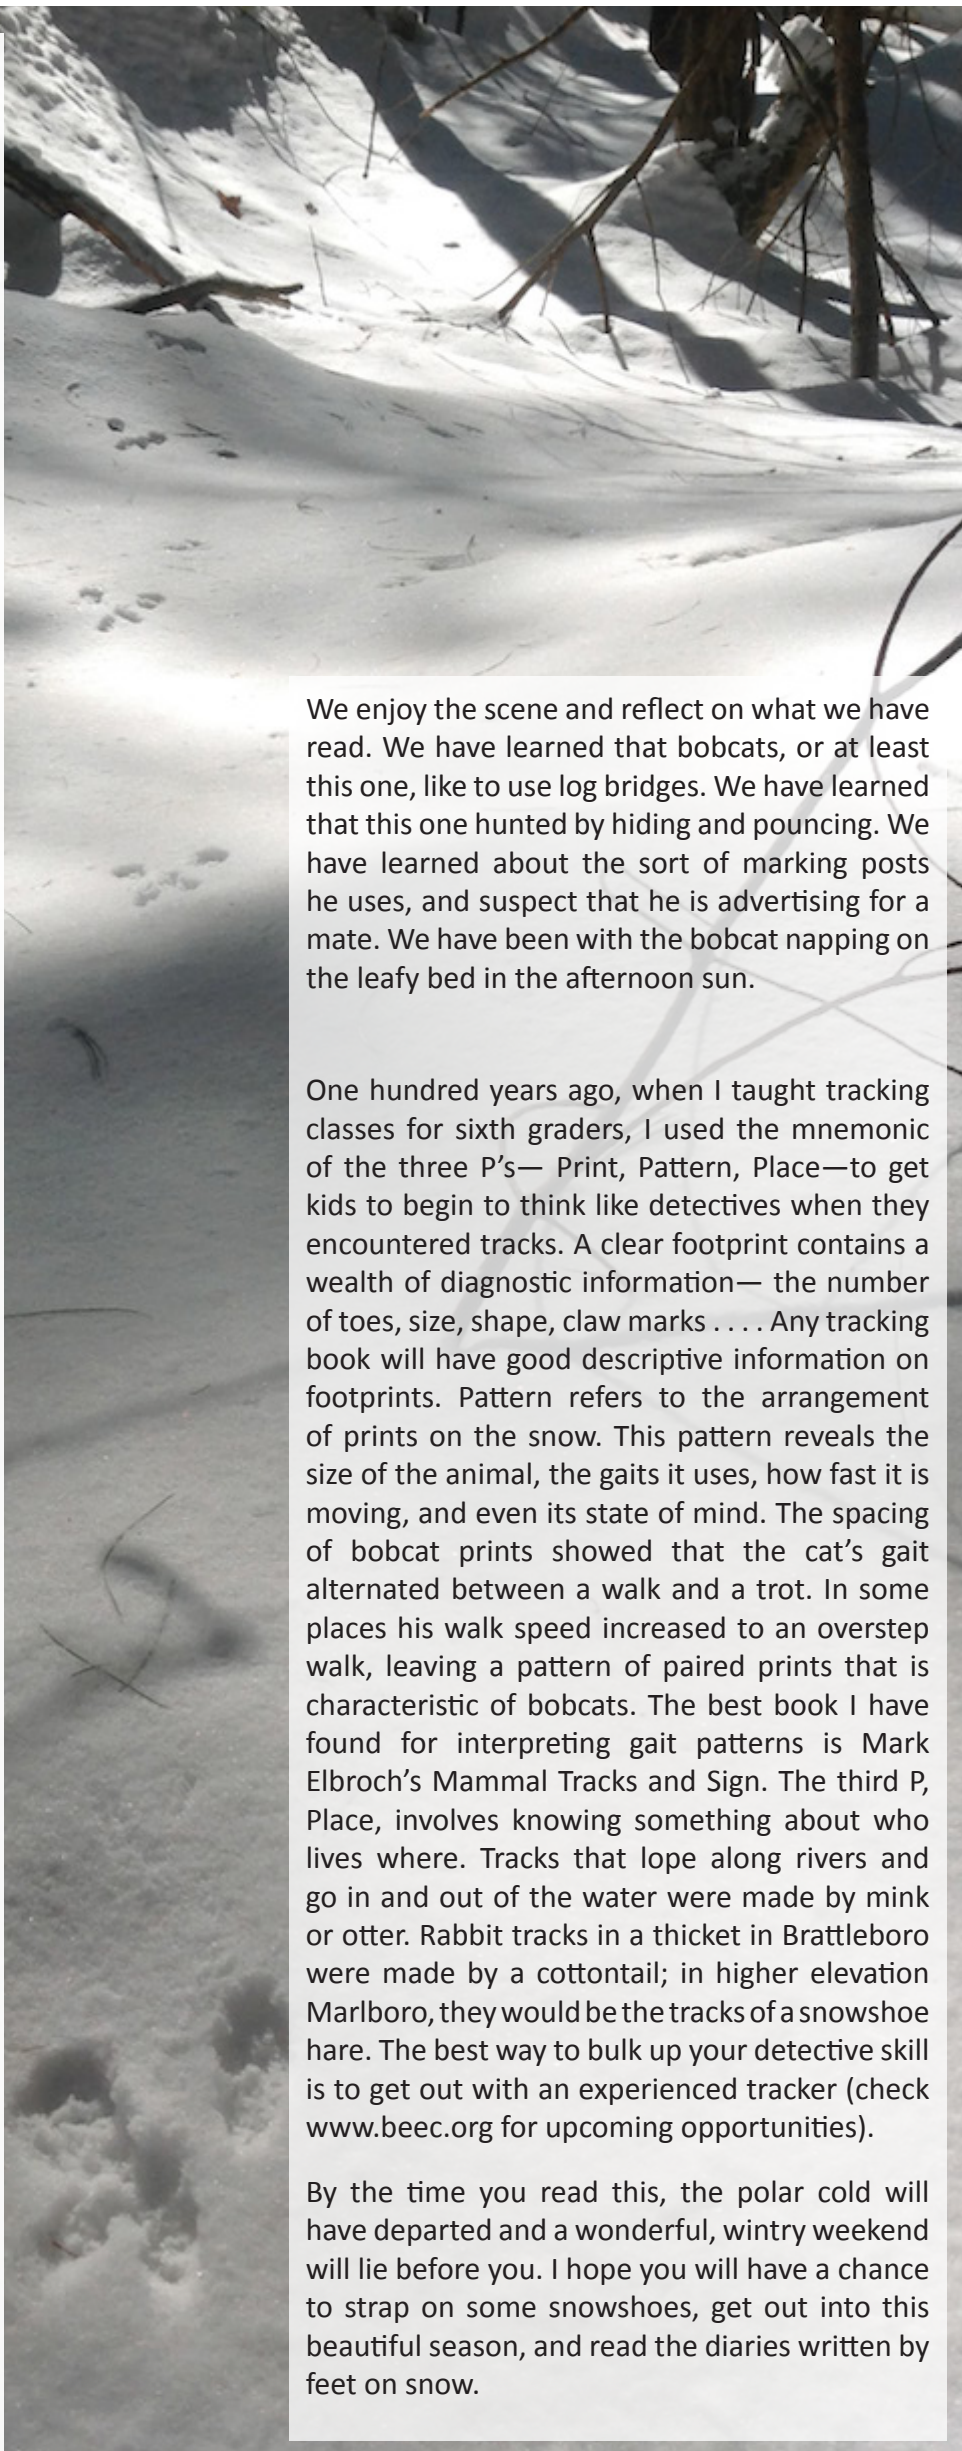 We enjoy the scene and reflect on what we have
read. We have learned that bobcats, or at least
this one, like to use log bridges. We have learned
that this one hunted by hiding and pouncing. We
have learned about the sort of marking posts
he uses, and suspect that he is advertising for a
mate. We have been with the bobcat napping on
the leafy bed in the afternoon sun.
One hundred years ago, when I taught tracking
classes for sixth graders, I used the mnemonic
of the three P’s— Print, Pattern, Place—to get
kids to begin to think like detectives when they
encountered tracks. A clear footprint contains a
wealth of diagnostic information— the number
of toes, size, shape, claw marks . . . . Any tracking
book will have good descriptive information on
footprints. Pattern refers to the arrangement
of prints on the snow. This pattern reveals the
size of the animal, the gaits it uses, how fast it is
moving, and even its state of mind. The spacing
of bobcat prints showed that the cat’s gait
alternated between a walk and a trot. In some
places his walk speed increased to an overstep
walk, leaving a pattern of paired prints that is
characteristic of bobcats. The best book I have
found for interpreting gait patterns is Mark
Elbroch’s Mammal Tracks and Sign. The third P,
Place, involves knowing something about who
lives where. Tracks that lope along rivers and
go in and out of the water were made by mink
or otter. Rabbit tracks in a thicket in Brattleboro
were made by a cottontail; in higher elevation
Marlboro, they would be the tracks of a snowshoe
hare. The best way to bulk up your detective skill
is to get out with an experienced tracker (check
www.beec.org for upcoming opportunities).
By the time you read this, the polar cold will
have departed and a wonderful, wintry weekend
will lie before you. I hope you will have a chance
to strap on some snowshoes, get out into this
beautiful season, and read the diaries written by
feet on snow.